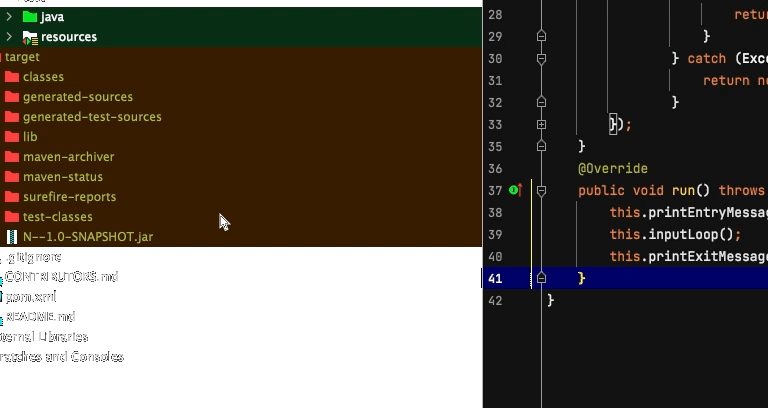 java
resources
target
classes
generated-sources
generated-test-sources
lib
maven-archiver
maven-status
surefire-reports
test-classes
N--1.0-SNAPSHOT.jar
.gitignore
CONTRIBUTORS.md
pom.xml
README.md
ternal Libraries
ratches and Consoles
28 retu
29 }
30 } catch (Exce
31 return ne
32 }
33 });
35 }
36 @Override
37 public void run() throws
38 this.printEntryMessag
39 this.inputLoop();
40 this.printExitMessage
41 }
42 }